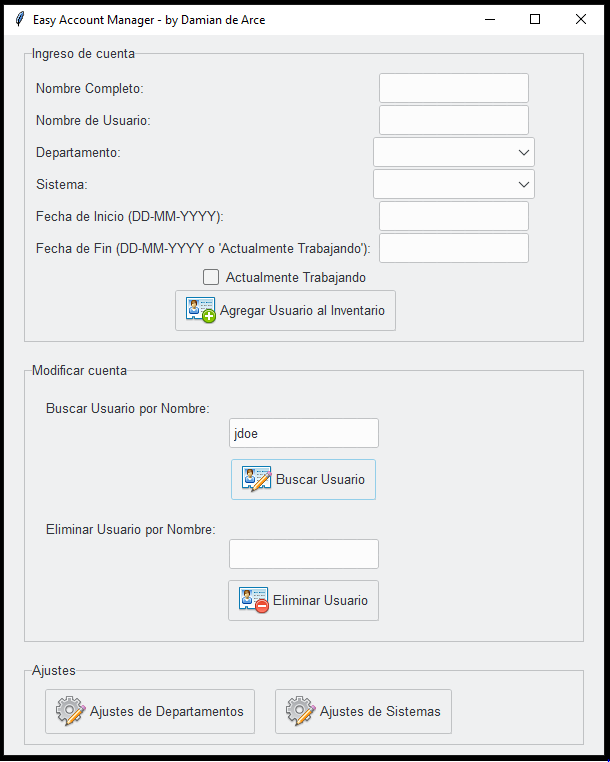 Easy Account Manager - by Damian de Arce
Ingreso de cuenta
Nombre Completo:
Nombre de Usuario:
Departamento:
Sistema:
Fecha de Inicio (DD-MM-YYYY):
Fecha de Fin (DD-MM-YYYY o 'Actualmente Trabajando'):
Actualmente Trabajando
Agregar Usuario al Inventario
Modificar cuenta
Buscar Usuario por Nombre:
jdoe
Buscar Usuario
Eliminar Usuario por Nombre:
Eliminar Usuario
Ajustes
Ajustes de Departamentos
Ajustes de Sistemas